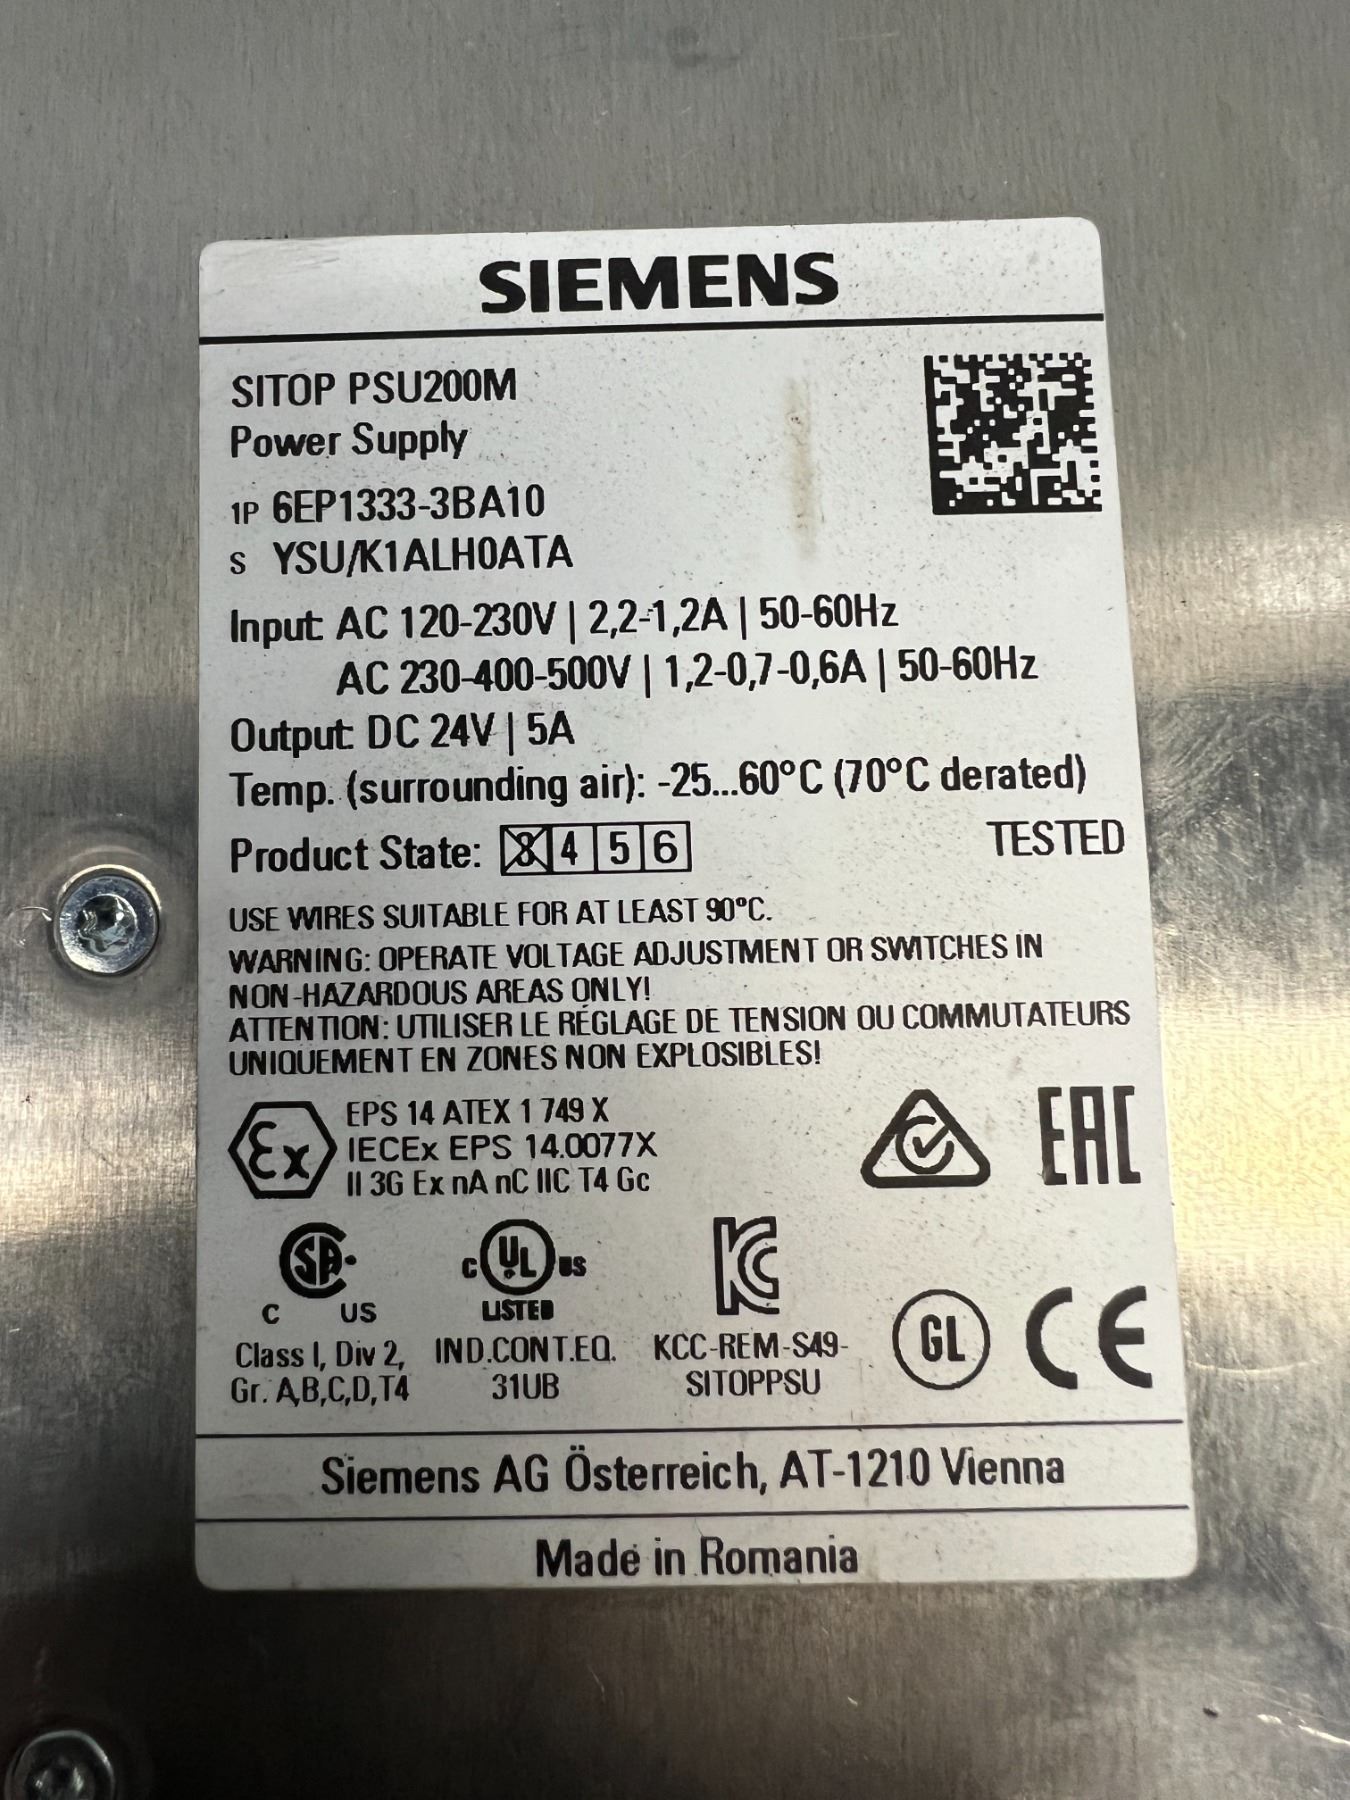 SIEMENS
SITOP PSU200M
Power Supply
1P 6EP1333-3BA10
S YSU/K1ALH0ATA
Input: AC 120-230V | 2,2-1,2A | 50-60Hz
AC 230-400-500V | 1,2-0,7-0,6A | 50-60Hz
Output: DC 24V | 5A
Temp. (surrounding air): -25...60°C (70°C derated)
Product State: 3 4 5 6 TESTED
USE WIRES SUITABLE FOR AT LEAST 90°C.
WARNING: OPERATE VOLTAGE ADJUSTMENT OR SWITCHES IN
NON-HAZARDOUS AREAS ONLY!
ATTENTION: UTILISER LE RÉGLAGE DE TENSION OU COMMUTATEURS
UNIQUEMENT EN ZONES NON EXPLOSIBLES!
Ex
EPS 14 ATEX 1 749 X
IECEx EPS 14.0077X
II 3G Ex nA nC IIC T4 Gc
EAC
SA
C US
Class I, Div 2,
Gr. A,B,C,D,T4
C UL US
LISTED
IND.CONT.EQ.
31UB
KC
KCC-REM-S49-
SITOPPSU
GL
CE
Siemens AG Österreich, AT-1210 Vienna
Made in Romania